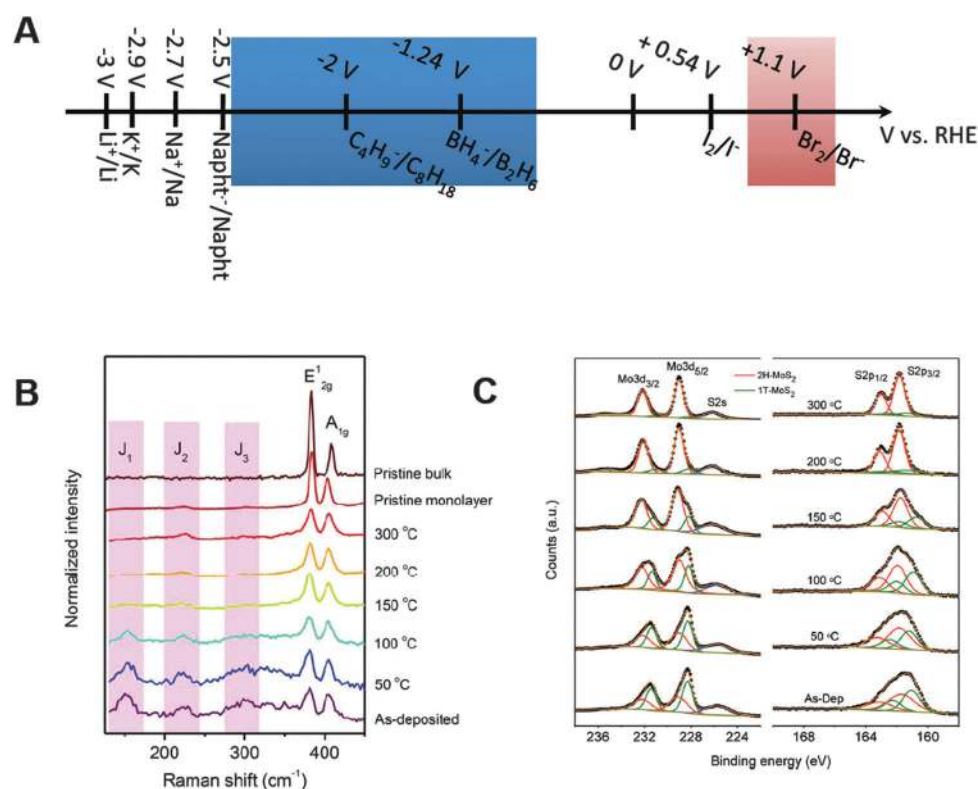 A
-3 V
-2.9 V
-2.7 V
-2.5 V
-2 V
-1.24 V
0 V
+ 0.54 V
+1.1 V
Li⁺/Li
K⁺/K
Na⁺/Na
Napht⁻˙/Napht
C₄H₉⁻/C₈H₁₈
BH₄⁻/B₂H₆
I₂/I⁻
Br₂/Br⁻
V vs. RHE
B
E¹₂g
A₁g
J₁
J₂
J₃
Pristine bulk
Pristine monolayer
300 °C
200 °C
150 °C
100 °C
50 °C
As-deposited
Normalized intensity
200
300
400
Raman shift (cm⁻¹)
C
Mo3d₃/₂
Mo3d₅/₂
S2s
2H-MoS₂
1T-MoS₂
S2p₁/₂
S2p₃/₂
300 °C
200 °C
150 °C
100 °C
50 °C
As-Dep
Counts (a.u.)
236
232
228
224
168
164
160
Binding energy (eV)